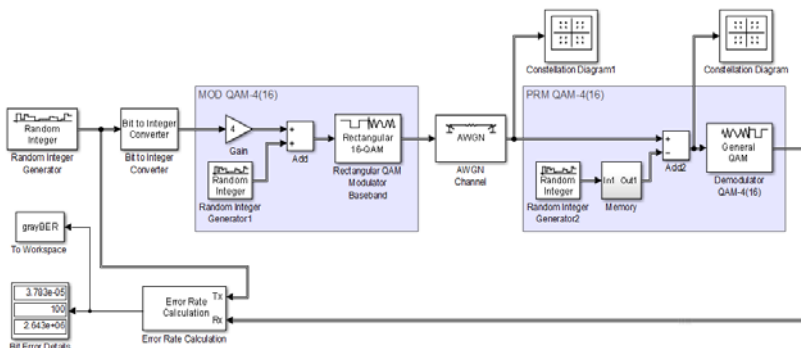 Constellation Diagram1
Constellation Diagram
MOD QAM-4(16)
PRM QAM-4(16)
Random
Integer
Random Integer
Generator
Bit to Integer
Converter
Bit to Integer
Converter
4
Gain
+
+
Add
Random
Integer
Random Integer
Generator1
Rectangular
16-QAM
Rectangular QAM
Modulator
Baseband
AWGN
AWGN
Channel
Random
Integer
Random Integer
Generator2
In1 Out1
Memory
+
−
Add2
General
QAM
Demodulator
QAM-4(16)
grayBER
To Workspace
3.783e-05
100
2.643e+06
Bit Error Details
Error Rate
Calculation
Tx
Rx
Error Rate Calculation